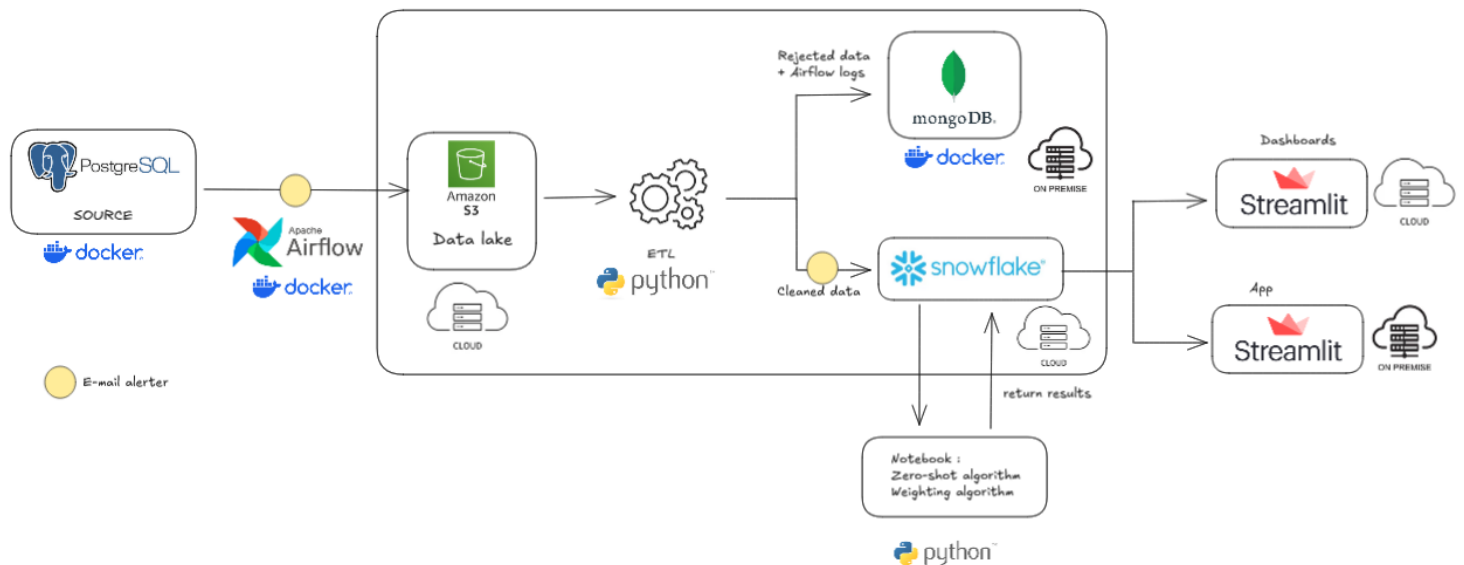 PostgreSQL
SOURCE
docker
Apache
Airflow
docker
E-mail alerter
Amazon
S3
Data lake
CLOUD
ETL
python™
Rejected data
+ Airflow logs
mongoDB®
docker
ON PREMISE
Cleaned data
snowflake®
CLOUD
return results
Notebook :
Zero-shot algorithm
Weighting algorithm
python™
Dashboards
Streamlit
CLOUD
App
Streamlit
ON PREMISE